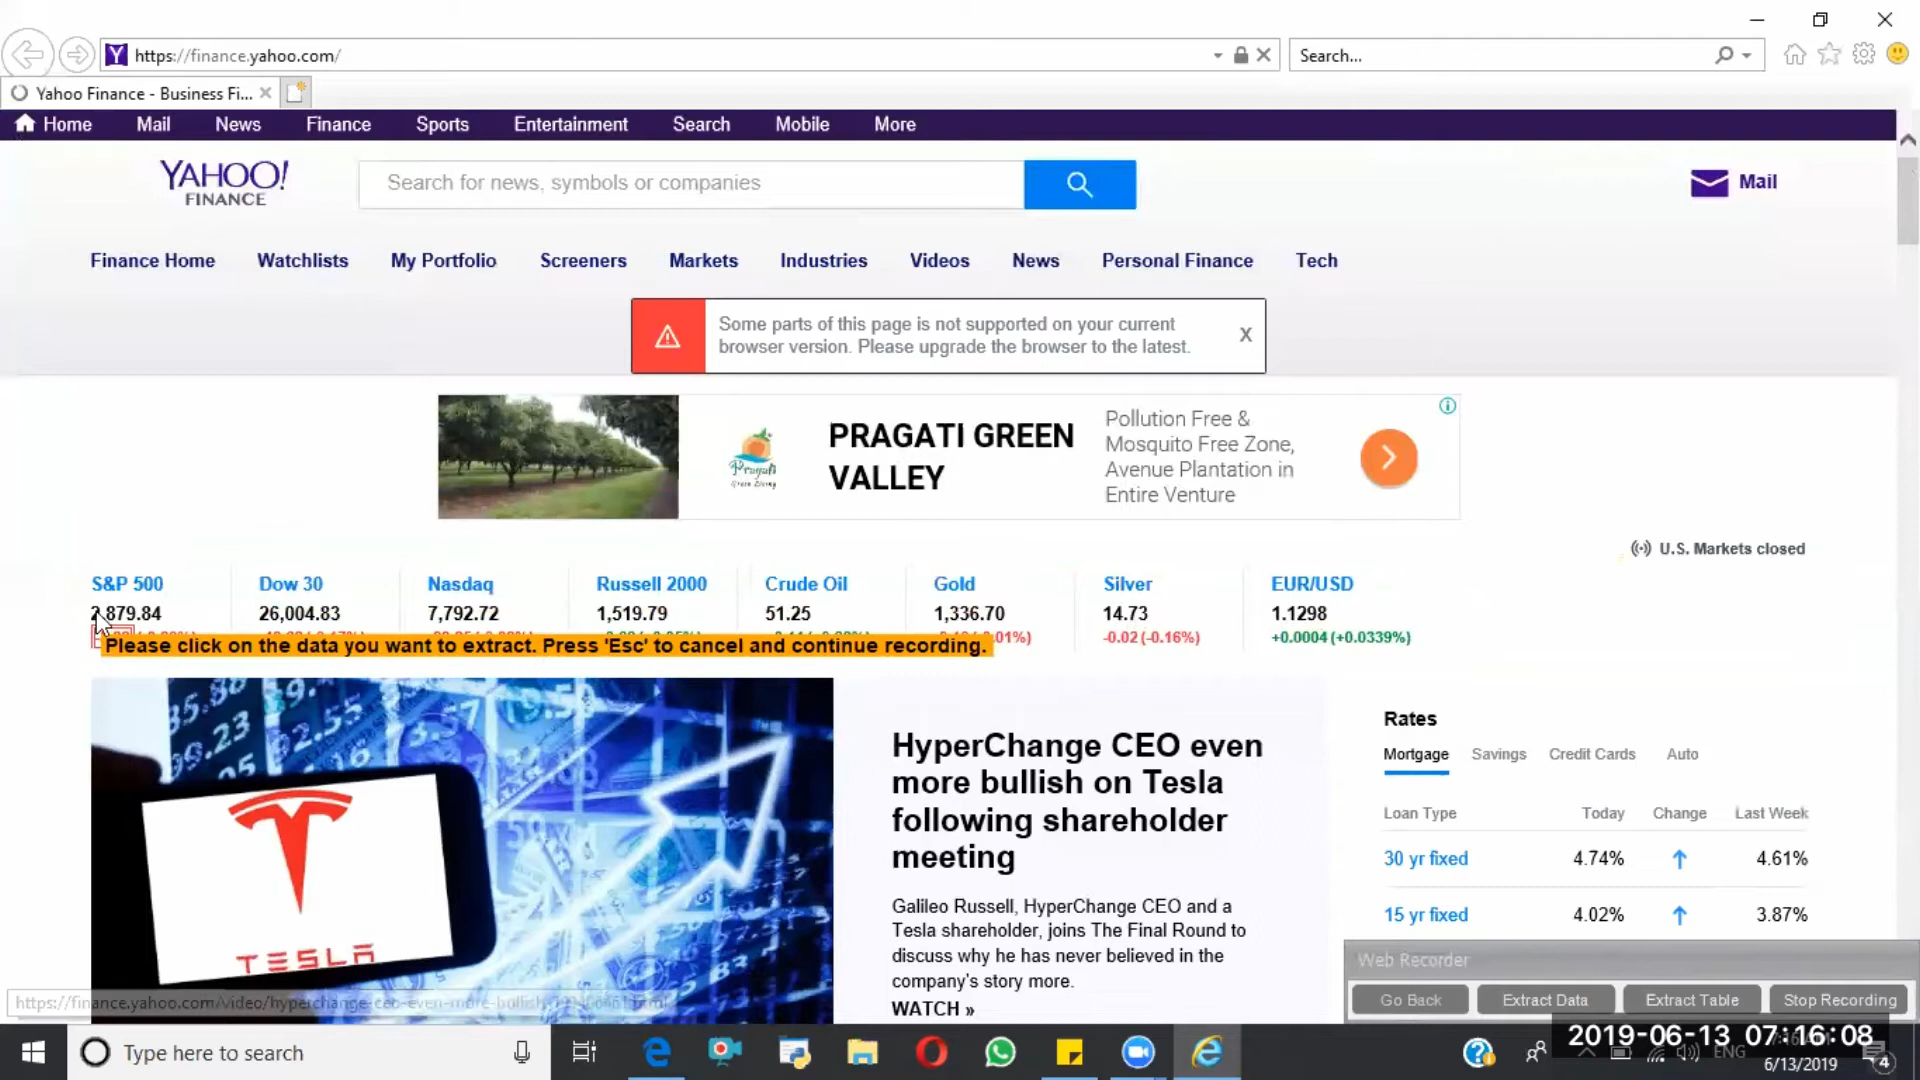 https://finance.yahoo.com/
Search...
Yahoo Finance - Business Fi...
Home Mail News Finance Sports Entertainment Search Mobile More
YAHOO!
FINANCE
Search for news, symbols or companies
Mail
Finance Home Watchlists My Portfolio Screeners Markets Industries Videos News Personal Finance Tech
Some parts of this page is not supported on your current
browser version. Please upgrade the browser to the latest.
X
PRAGATI GREEN
VALLEY
Pragati
Green Living
Pollution Free &
Mosquito Free Zone,
Avenue Plantation in
Entire Venture
U.S. Markets closed
S&P 500 Dow 30 Nasdaq Russell 2000 Crude Oil Gold Silver EUR/USD
2,879.84 26,004.83 7,792.72 1,519.79 51.25 1,336.70 14.73 1.1298
-0.02 (-0.16%) +0.0004 (+0.0339%)
Please click on the data you want to extract. Press 'Esc' to cancel and continue recording.
TESLA
HyperChange CEO even
more bullish on Tesla
following shareholder
meeting
Galileo Russell, HyperChange CEO and a
Tesla shareholder, joins The Final Round to
discuss why he has never believed in the
company's story more.
WATCH »
Rates
Mortgage Savings Credit Cards Auto
Loan Type Today Change Last Week
30 yr fixed 4.74% 4.61%
15 yr fixed 4.02% 3.87%
Web Recorder
Go Back Extract Data Extract Table Stop Recording
Type here to search
2019-06-13 07:16:08
ENG
6/13/2019
4